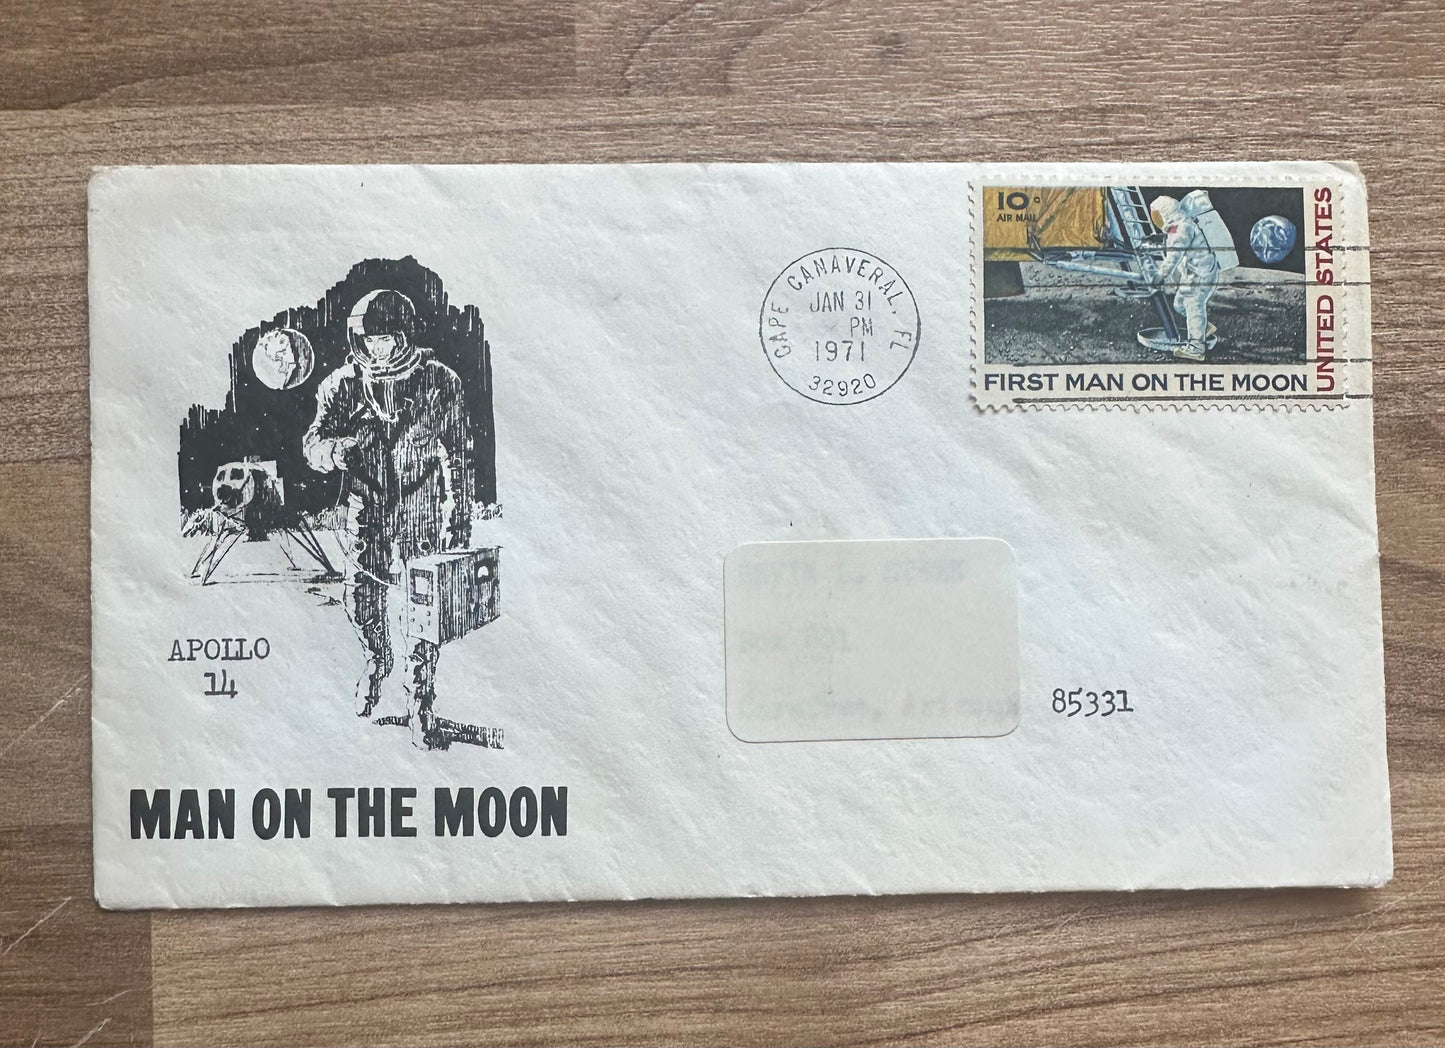 10c
AIR MAIL
FIRST MAN ON THE MOON
UNITED STATES
CAPE CANAVERAL, FL
JAN 31
PM
1971
32920
APOLLO
14
MAN ON THE MOON
85331